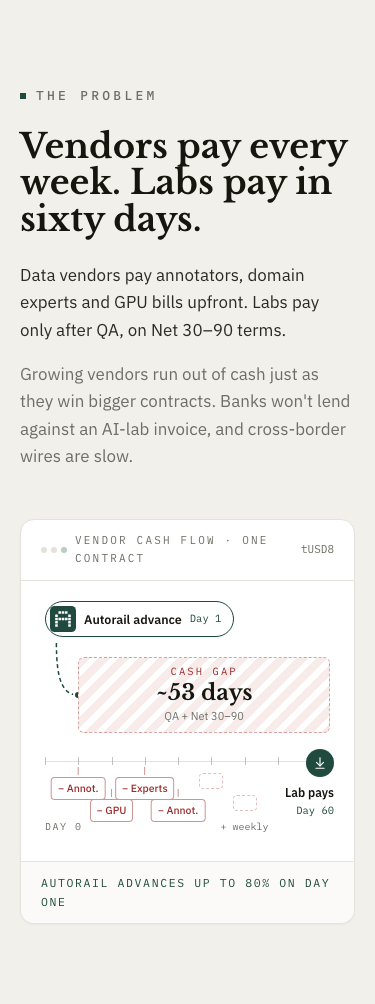 THE PROBLEM
Vendors pay every
week. Labs pay in
sixty days.
Data vendors pay annotators, domain
experts and GPU bills upfront. Labs pay
only after QA, on Net 30–90 terms.
Growing vendors run out of cash just as
they win bigger contracts. Banks won't lend
against an AI-lab invoice, and cross-border
wires are slow.
VENDOR CASH FLOW · ONE
CONTRACT
tUSD8
Autorail advance Day 1
CASH GAP
~53 days
QA + Net 30–90
– Annot.
– Experts
– GPU
– Annot.
Labs pays
Day 60
DAY 0
+ weekly
AUTORAIL ADVANCES UP TO 80% ON DAY
ONE